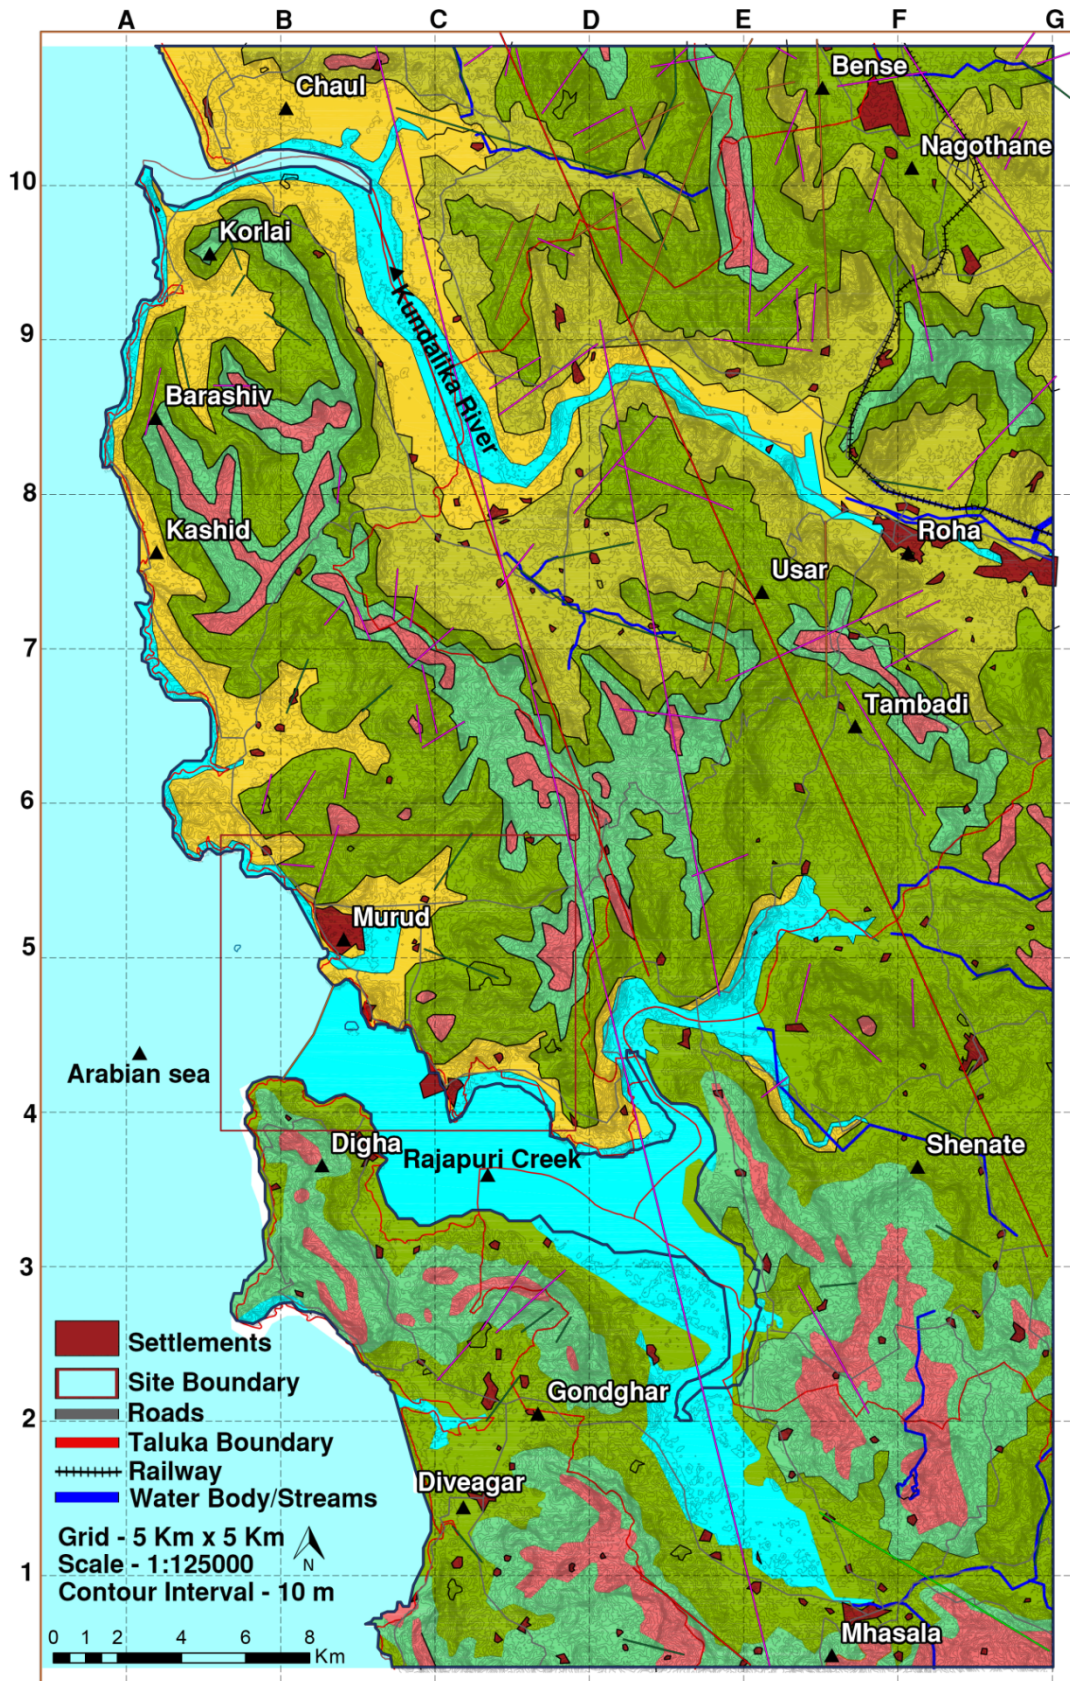 A B C D E F G
Bense
Chaul
Nagothane
10
Korlai
Kundalika River
9
Barashiv
8
Kashid
Roha
Usar
7
Tambadi
6
Murud
5
Arabian sea
4
Digha
Shenate
Rajapuri Creek
3
Settlements
Site Boundary
Gondghar
Roads
2
Taluka Boundary
Railway
Diveagar
Water Body/Streams
Grid - 5 Km x 5 Km
N
Scale - 1:125000
1
Contour Interval - 10 m
0 1 2 4 6 8 Km
Mhasala